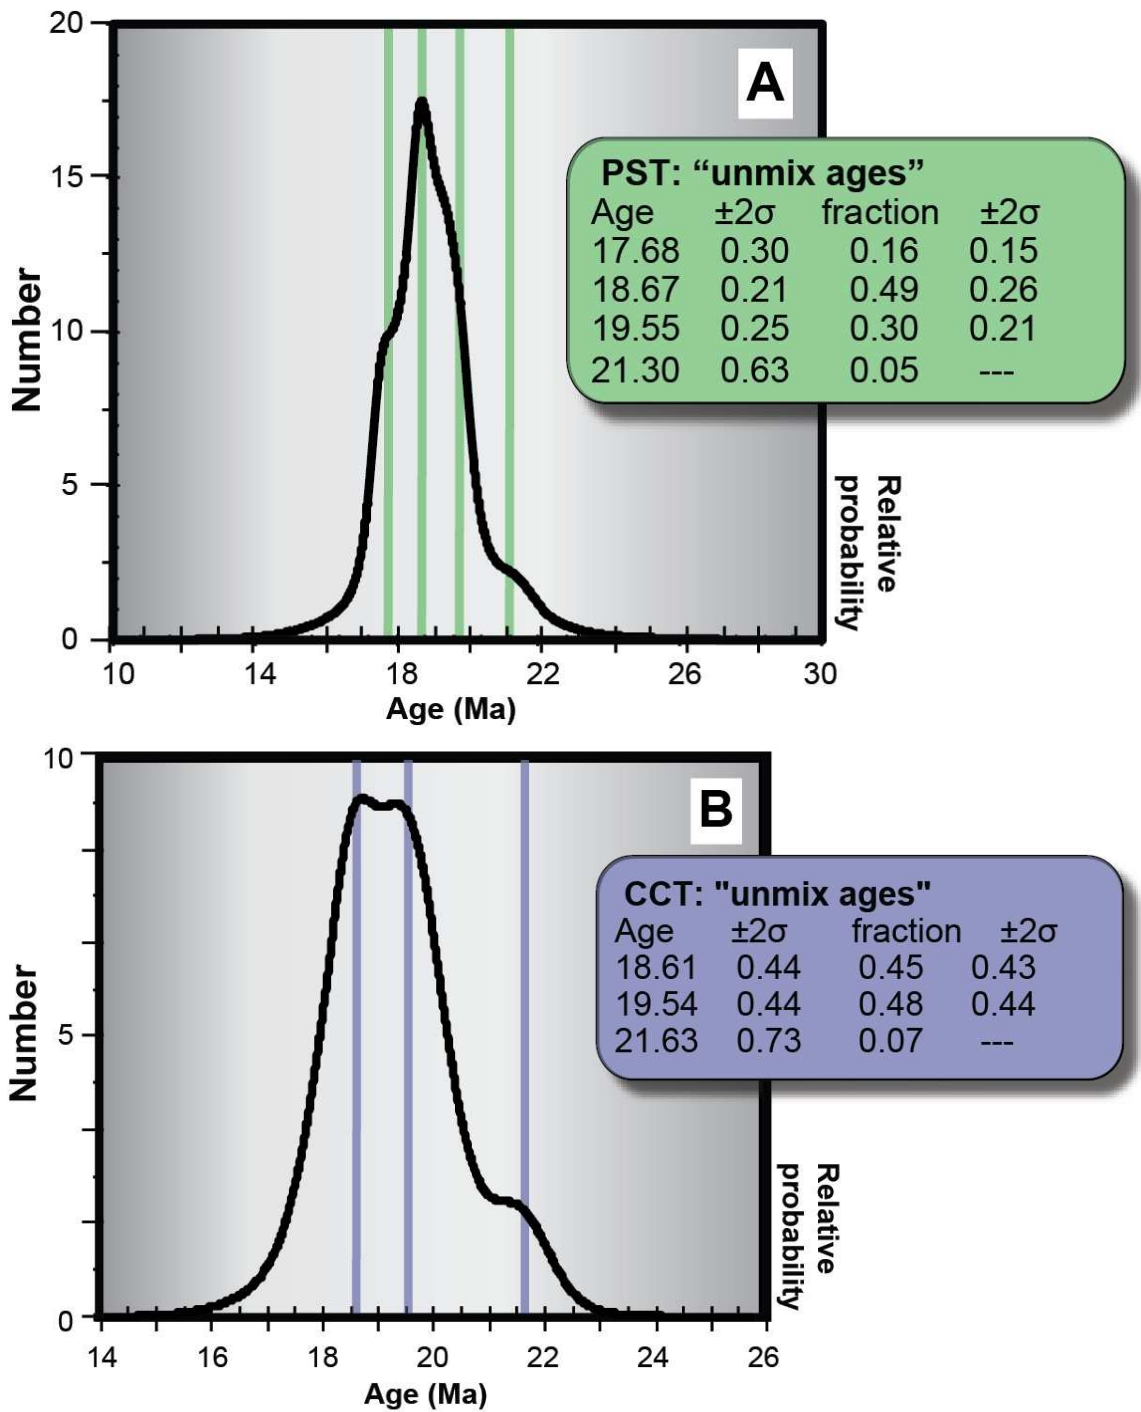 20
15
10
5
0
Number
A
PST: “unmix ages”
Age ±2σ fraction ±2σ
17.68 0.30 0.16 0.15
18.67 0.21 0.49 0.26
19.55 0.25 0.30 0.21
21.30 0.63 0.05 ---
Relative
probability
10 14 18 22 26 30
Age (Ma)
10
5
0
Number
B
CCT: "unmix ages"
Age ±2σ fraction ±2σ
18.61 0.44 0.45 0.43
19.54 0.44 0.48 0.44
21.63 0.73 0.07 ---
Relative
probability
14 16 18 20 22 24 26
Age (Ma)